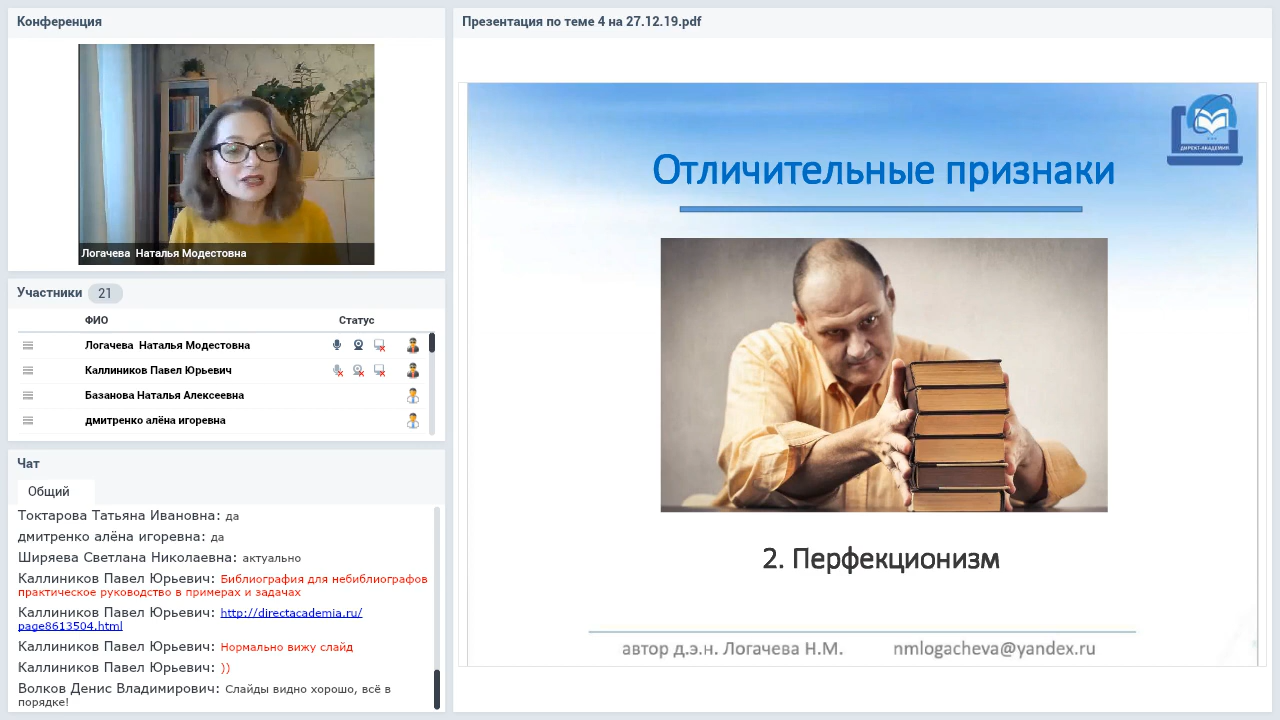 Конференция
Логачева Наталья Модестовна
Участники 21
ФИО Статус
Логачева Наталья Модестовна
Каллиников Павел Юрьевич
Базанова Наталья Алексеевна
дмитренко алёна игоревна
Чат
Общий
Токтарова Татьяна Ивановна: да
дмитренко алёна игоревна: да
Ширяева Светлана Николаевна: актуально
Каллиников Павел Юрьевич: Библиография для небиблиографов
практическое руководство в примерах и задачах
Каллиников Павел Юрьевич: http://directacademia.ru/
page8613504.html
Каллиников Павел Юрьевич: Нормально вижу слайд
Каллиников Павел Юрьевич: ))
Волков Денис Владимирович: Слайды видно хорошо, всё в
порядке!
Презентация по теме 4 на 27.12.19.pdf
ДИРЕКТ-АКАДЕМИЯ
Отличительные признаки
2. Перфекционизм
автор д.э.н. Логачева Н.М. nmlogacheva@yandex.ru